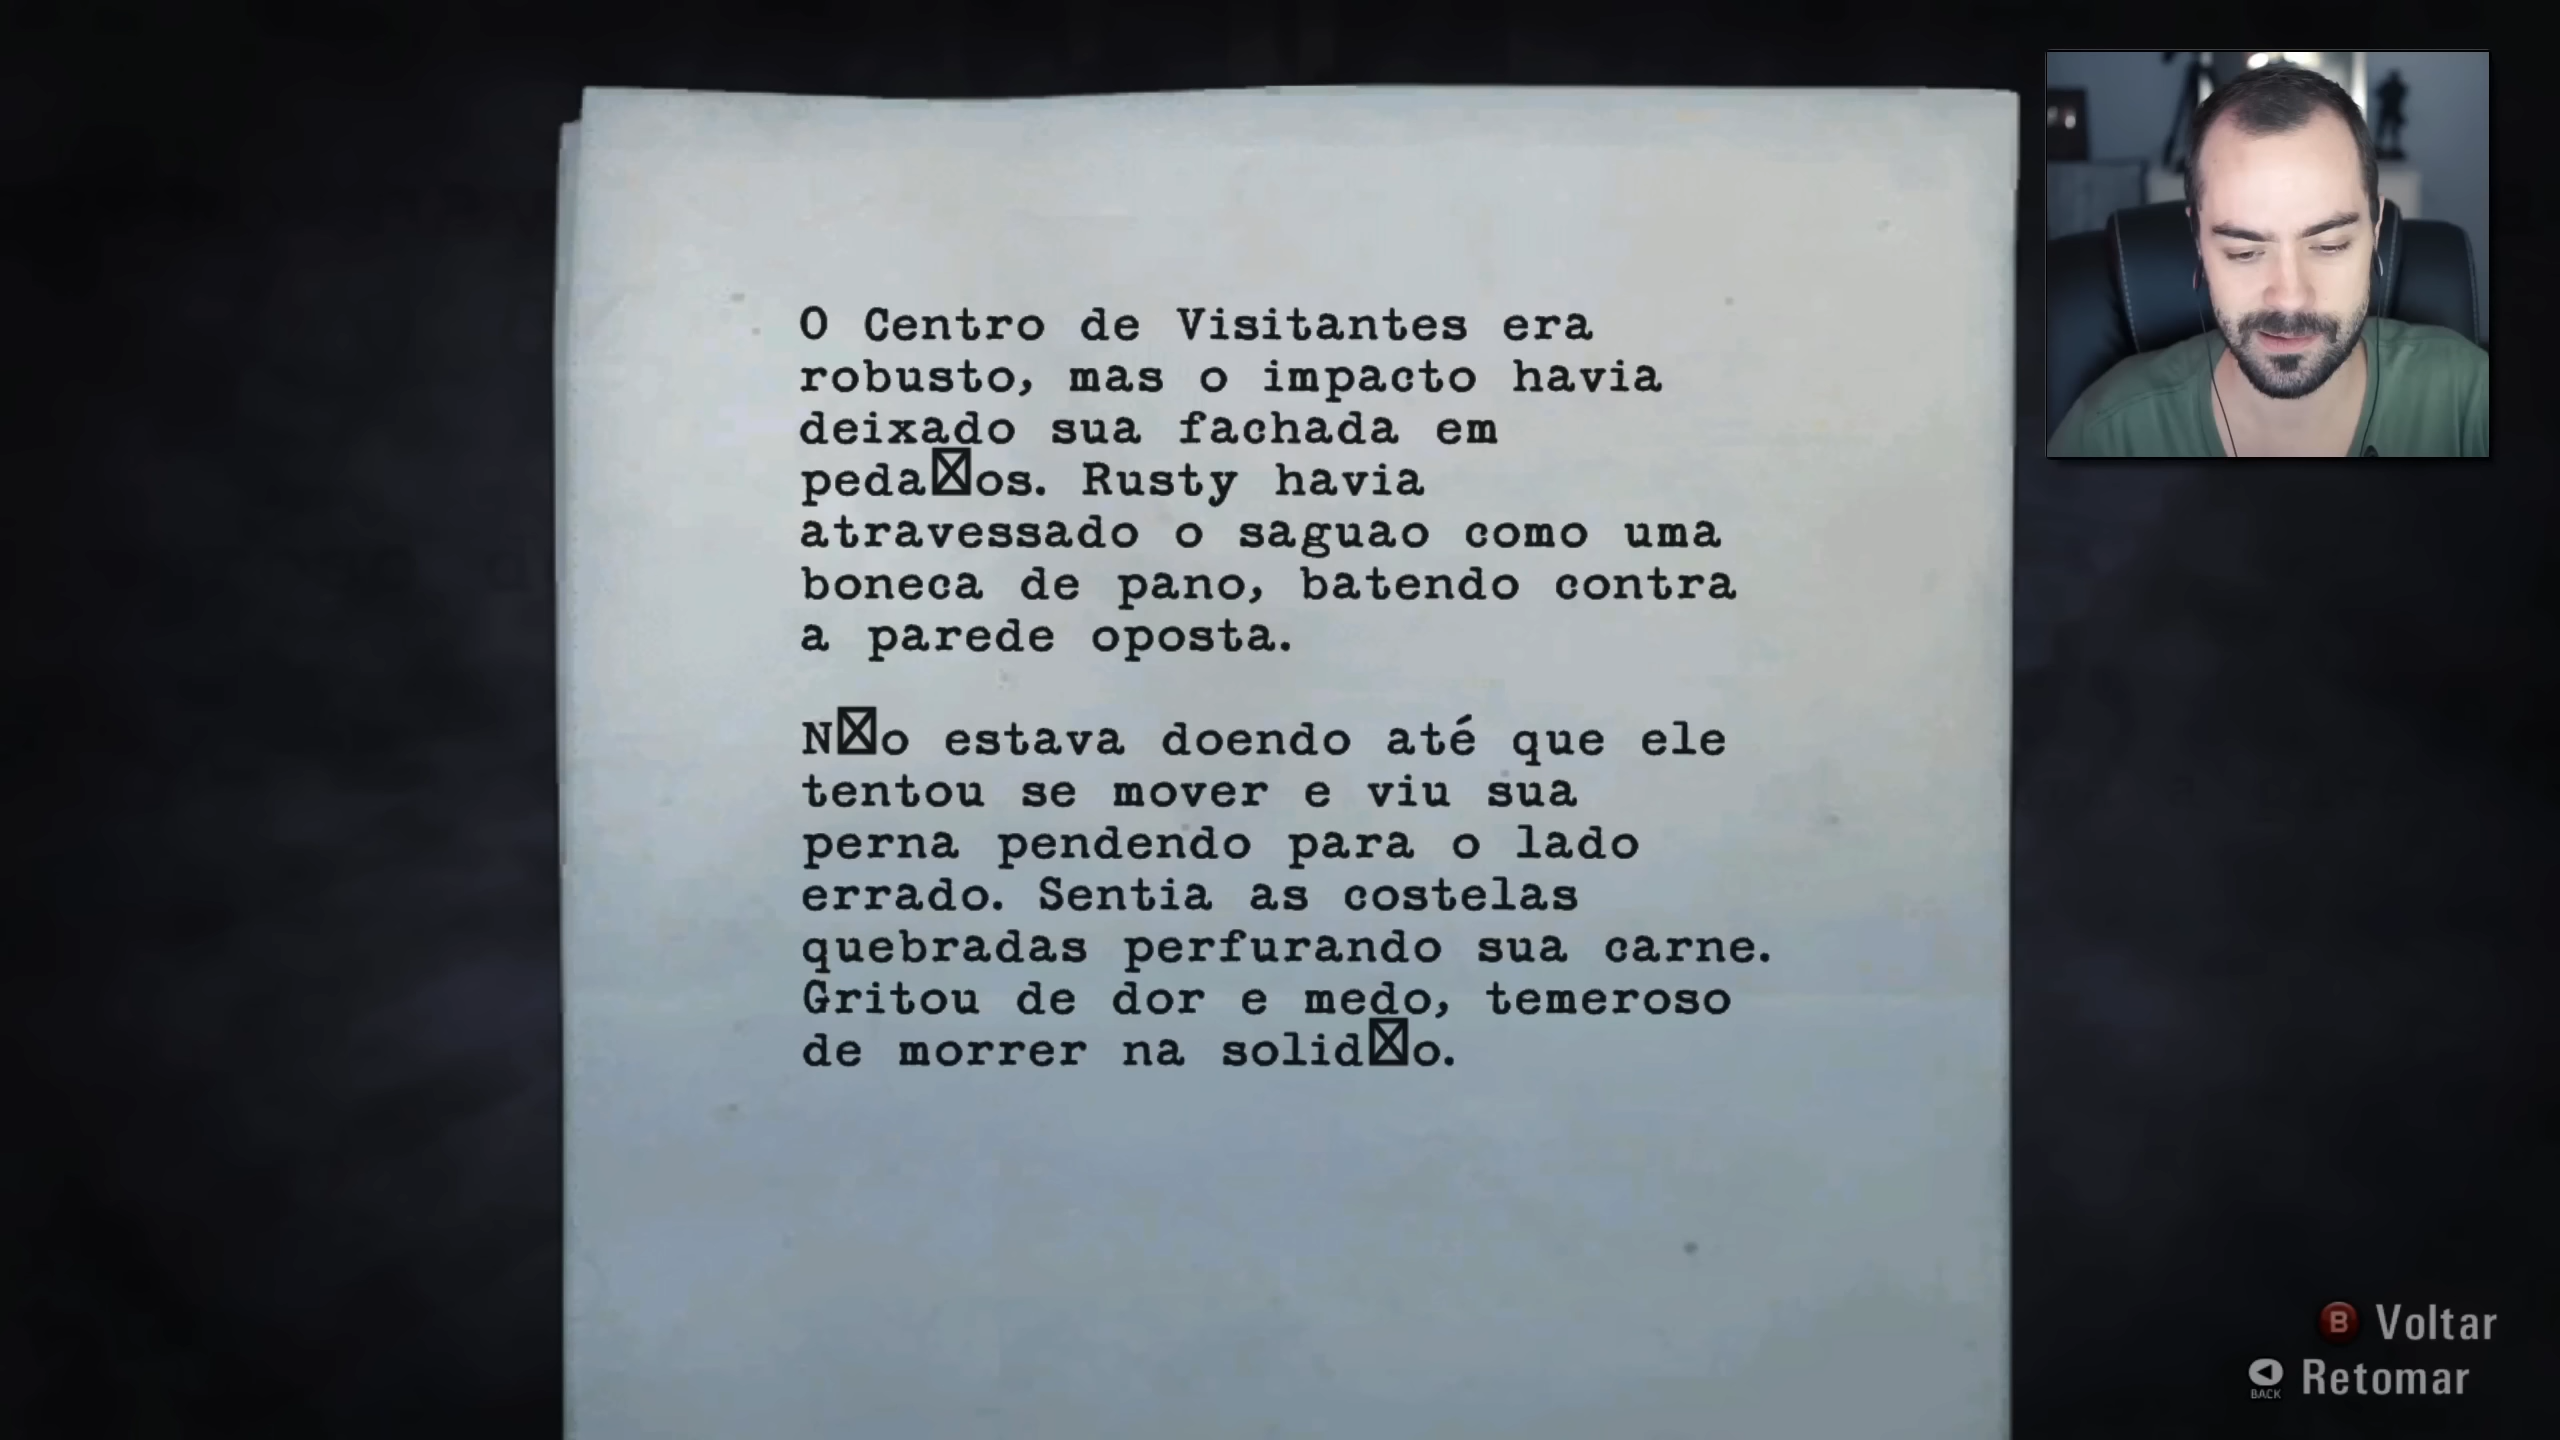 O Centro de Visitantes era
robusto, mas o impacto havia
deixado sua fachada em
peda☒os. Rusty havia
atravessado o saguao como uma
boneca de pano, batendo contra
a parede oposta.
N☒o estava doendo até que ele
tentou se mover e viu sua
perna pendendo para o lado
errado. Sentia as costelas
quebradas perfurando sua carne.
Gritou de dor e medo, temeroso
de morrer na solid☒o.
B Voltar
BACK Retomar